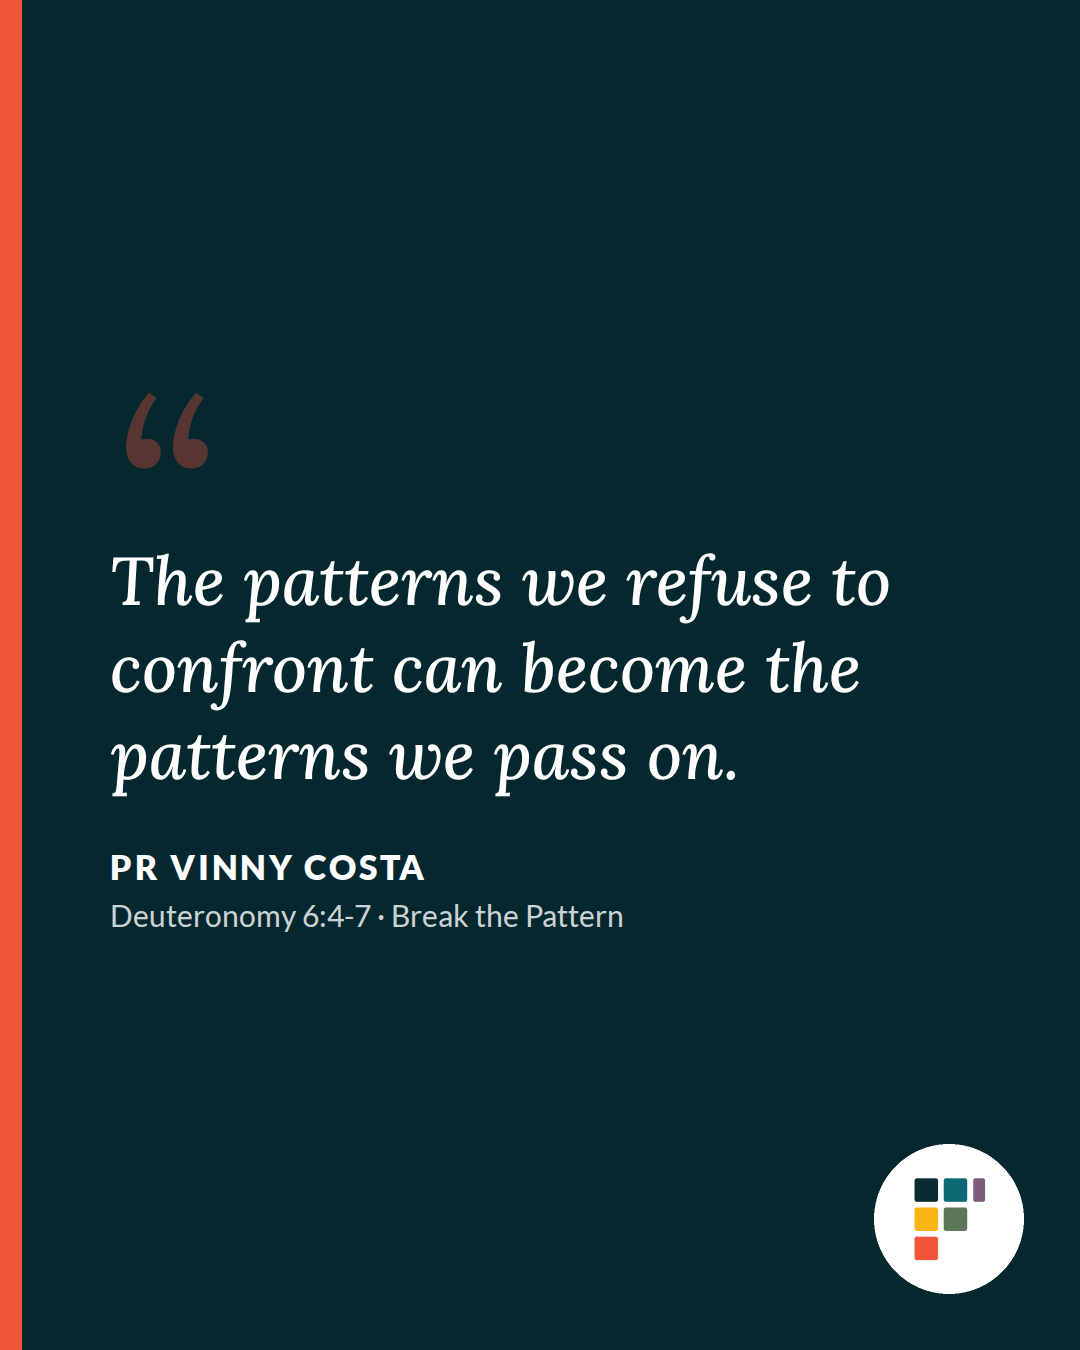 “
The patterns we refuse to
confront can become the
patterns we pass on.
PR VINNY COSTA
Deuteronomy 6:4-7 · Break the Pattern